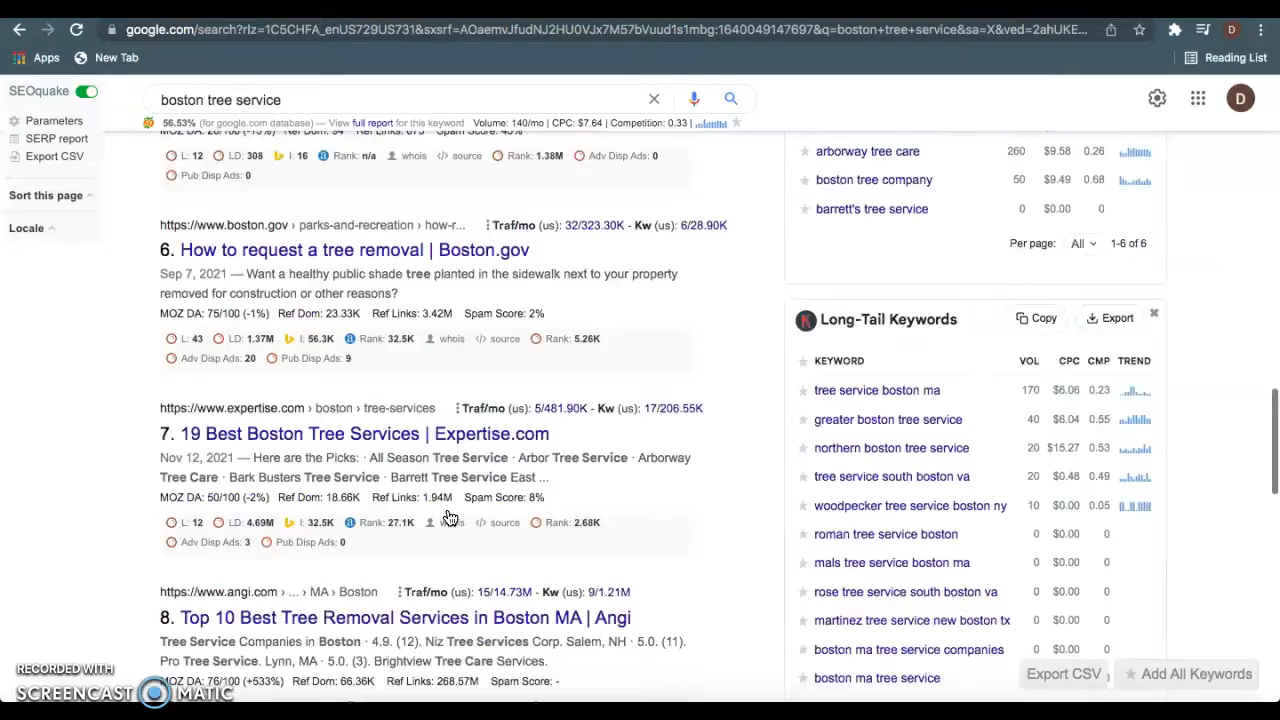 google.com/search?rlz=1C5CHFA_enUS729US731&sxsrf=AOaemvJfudNJ2HU0VJx7M57bVuud1s1mbg:1640049147697&q=boston+tree+service&sa=X&ved=2ahUKE...
D
Apps
New Tab
Reading List
SEOquake
Parameters
SERP report
Export CSV
Sort this page
Locale
boston tree service
D
56.53% (for google.com database) — View full report for this keyword Volume: 140/mo | CPC: $7.64 | Competition: 0.33 |
L: 12 LD: 308 I: 16 Rank: n/a whois source Rank: 1.38M Adv Disp Ads: 0
Pub Disp Ads: 0
https://www.boston.gov › parks-and-recreation › how-r... Traf/mo (us): 32/323.30K - Kw (us): 6/28.90K
6. How to request a tree removal | Boston.gov
Sep 7, 2021 — Want a healthy public shade tree planted in the sidewalk next to your property
removed for construction or other reasons?
MOZ DA: 75/100 (-1%) Ref Dom: 23.33K Ref Links: 3.42M Spam Score: 2%
L: 43 LD: 1.37M I: 56.3K Rank: 32.5K whois source Rank: 5.26K
Adv Disp Ads: 20 Pub Disp Ads: 9
https://www.expertise.com › boston › tree-services Traf/mo (us): 5/481.90K - Kw (us): 17/206.55K
7. 19 Best Boston Tree Services | Expertise.com
Nov 12, 2021 — Here are the Picks: · All Season Tree Service · Arbor Tree Service · Arborway
Tree Care · Bark Busters Tree Service · Barrett Tree Service East ...
MOZ DA: 50/100 (-2%) Ref Dom: 18.66K Ref Links: 1.94M Spam Score: 8%
L: 12 LD: 4.69M I: 32.5K Rank: 27.1K whois source Rank: 2.68K
Adv Disp Ads: 3 Pub Disp Ads: 0
https://www.angi.com › ... › MA › Boston Traf/mo (us): 15/14.73M - Kw (us): 9/1.21M
8. Top 10 Best Tree Removal Services in Boston MA | Angi
Tree Service Companies in Boston · 4.9. (12). Niz Tree Services Corp. Salem, NH · 5.0. (11).
Pro Tree Service. Lynn, MA · 5.0. (3). Brightview Tree Care Services.
MOZ DA: 76/100 (+533%) Ref Dom: 66.36K Ref Links: 268.57M Spam Score: -
arborway tree care 260 $9.58 0.26
boston tree company 50 $9.49 0.68
barrett's tree service 0 $0.00 0
Per page: All 1-6 of 6
K Long-Tail Keywords Copy Export
KEYWORD VOL CPC CMP TREND
tree service boston ma 170 $6.06 0.23
greater boston tree service 40 $6.04 0.55
northern boston tree service 20 $15.27 0.53
tree service south boston va 20 $0.48 0.49
woodpecker tree service boston ny 10 $0.00 0.05
roman tree service boston 0 $0.00 0
mals tree service boston ma 0 $0.00 0
rose tree service south boston va 0 $0.00 0
martinez tree service new boston tx 0 $0.00 0
boston ma tree service companies 0 $0.00 0
boston ma tree service 0 $0.00 0
Export CSV Add All Keywords
RECORDED WITH
SCREENCAST MATIC